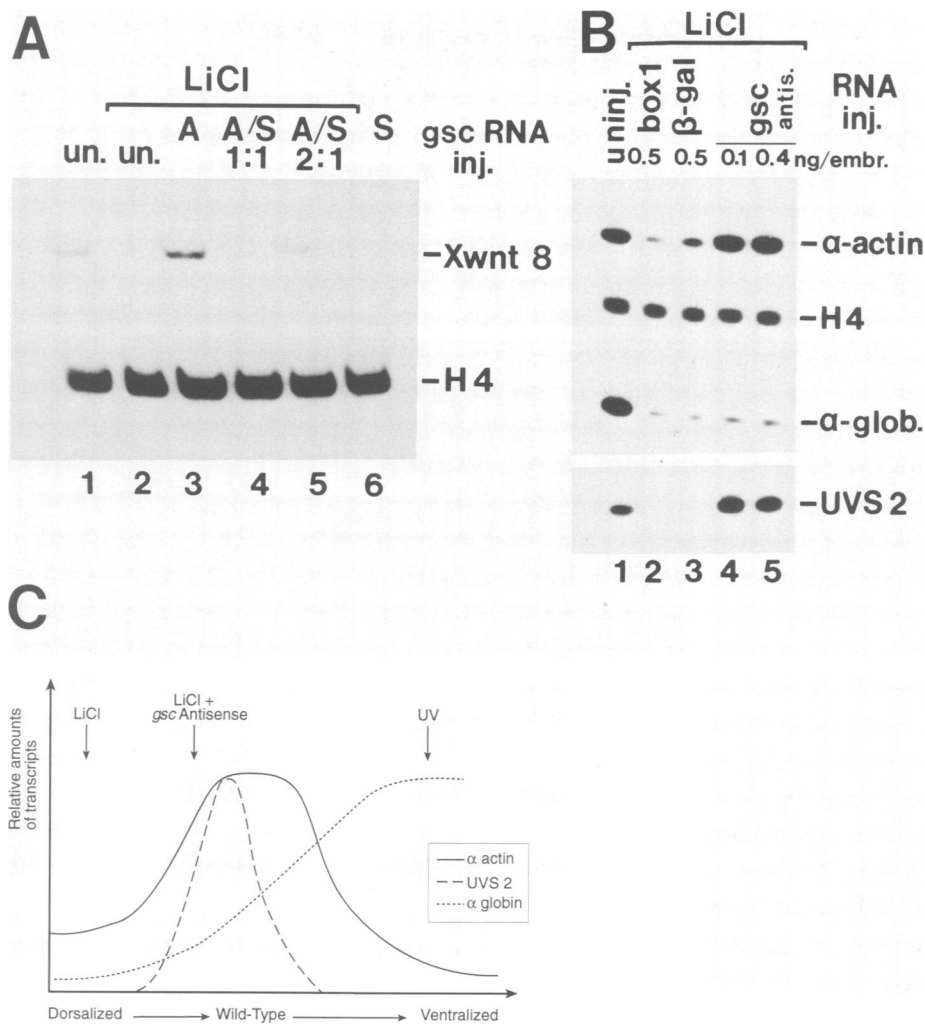 A
LiCl
un. un. A A/S 1:1 A/S 2:1 S gsc RNA inj.
-Xwnt 8
-H4
1 2 3 4 5 6
B
LiCl
uninj. box1 β-gal gsc antis. RNA inj.
0.5 0.5 0.1 0.4 ng/embr.
-α-actin
-H4
-α-glob.
-UVS 2
1 2 3 4 5
C
Relative amounts
of transcripts
LiCl
LiCl +
gsc Antisense
UV
α actin
UVS 2
α globin
Dorsalized Wild-Type Ventralized